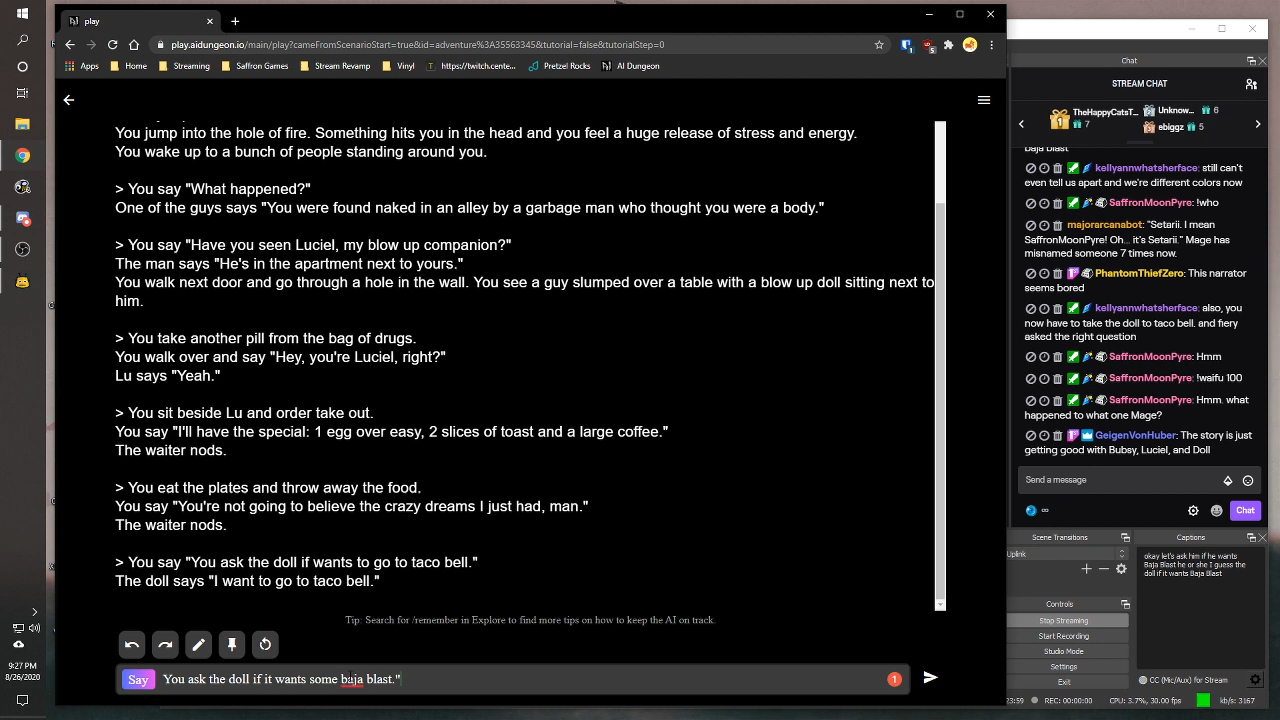 play
play.aidungeon.io/main/play?cameFromScenarioStart=true&id=adventure%3A35563345&tutorial=false&tutorialStep=0
Apps Home Streaming Saffron Games Stream Revamp Vinyl https://twitch.cente... Pretzel Rocks AI Dungeon
You jump into the hole of fire. Something hits you in the head and you feel a huge release of stress and energy.
You wake up to a bunch of people standing around you.
> You say "What happened?"
One of the guys says "You were found naked in an alley by a garbage man who thought you were a body."
> You say "Have you seen Luciel, my blow up companion?"
The man says "He's in the apartment next to yours."
You walk next door and go through a hole in the wall. You see a guy slumped over a table with a blow up doll sitting next to
him.
> You take another pill from the bag of drugs.
You walk over and say "Hey, you're Luciel, right?"
Lu says "Yeah."
> You sit beside Lu and order take out.
You say "I'll have the special: 1 egg over easy, 2 slices of toast and a large coffee."
The waiter nods.
> You eat the plates and throw away the food.
You say "You're not going to believe the crazy dreams I just had, man."
The waiter nods.
> You say "You ask the doll if wants to go to taco bell."
The doll says "I want to go to taco bell."
Tip: Search for /remember in Explore to find more tips on how to keep the AI on track.
Say You ask the doll if it wants some baja blast." 1
9:27 PM
8/26/2020
Chat
STREAM CHAT
TheHappyCatsT...
1 7
Unknow... 6
ebiggz 5
baja blast
kellyannwhatsherface: still can't
even tell us apart and we're different colors now
SaffronMoonPyre: !who
majorarcanabot: "Setarii. I mean
SaffronMoonPyre! Oh... it's Setarii." Mage has
misnamed someone 7 times now.
PhantomThiefZero: This narrator
seems bored
kellyannwhatsherface: also, you
now have to take the doll to taco bell. and fiery
asked the right question
SaffronMoonPyre: Hmm
SaffronMoonPyre: !waifu 100
SaffronMoonPyre: Hmm. what
happened to what one Mage?
GeigenVonHuber: The story is just
getting good with Bubsy, Luciel, and Doll
Send a message
∞ Chat
Scene Transitions
Uplink
Controls
Stop Streaming
Start Recording
Studio Mode
Settings
Exit
Captions
okay let's ask him if he wants
Baja Blast he or she I guess the
doll if it wants Baja Blast
CC (Mic/Aux) for Stream
23:59 REC: 00:00:00 CPU: 3.7%, 30.00 fps kb/s: 3167